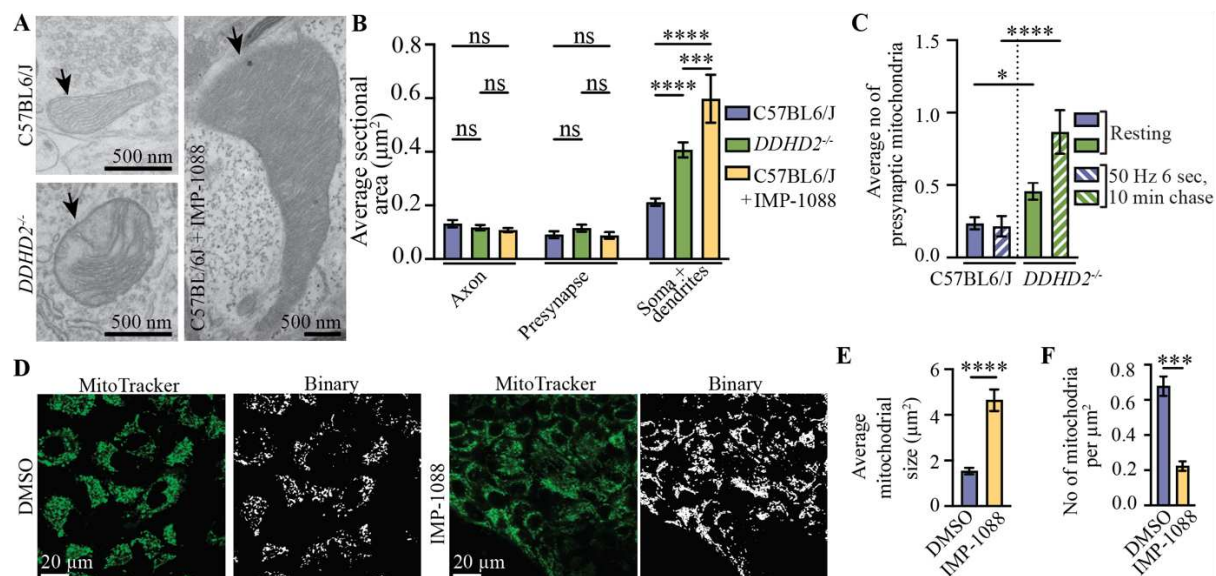 A
C57BL6/J
500 nm
DDHD2-/-
500 nm
C57BL/6J + IMP-1088
500 nm
B
Average sectional
area (µm²)
0.8
0.6
0.4
0.2
0.0
ns
ns
ns
ns
ns
ns
****
***
****
Axon
Presynapse
Soma +
dendrites
C57BL6/J
DDHD2-/-
C57BL6/J
+IMP-1088
C
Average no of
presynaptic mitochondria
1.5
1.0
0.5
0.0
****
*
C57BL6/J
DDHD2-/-
Resting
50 Hz 6 sec,
10 min chase
D
MitoTracker
Binary
MitoTracker
Binary
DMSO
20 µm
IMP-1088
20 µm
E
Average
mitochodrial
size (µm²)
6
4
2
0
****
DMSO
IMP-1088
F
No of mitochodria
per µm²
0.8
0.6
0.4
0.2
0.0
***
DMSO
IMP-1088